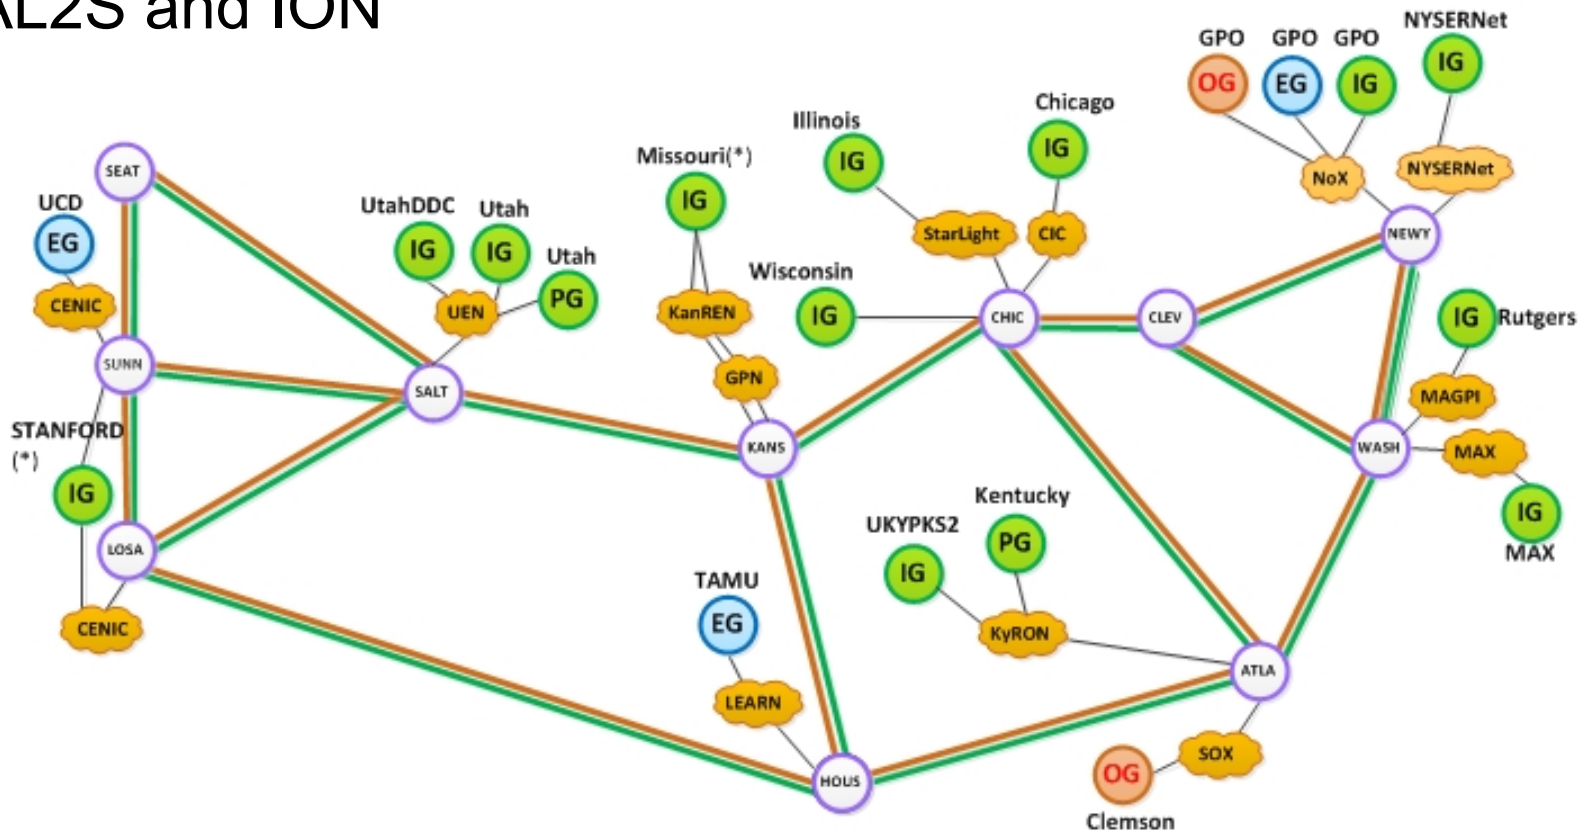 AL2S and ION
NYSERNet
GPO
GPO
GPO
IG
OG
EG
IG
Chicago
Illinois
IG
IG
Missouri(*)
NYSERNet
SEAT
NoX
IG
UCD
UtahDDC
Utah
StarLight
CIC
NEWY
EG
IG
IG
Utah
Wisconsin
CENIC
UEN
PG
KanREN
IG
CHIC
CLEV
IG
Rutgers
SUNN
GPN
SALT
MAGPI
STANFORD
(*)
KANS
WASH
MAX
IG
Kentucky
IG
UKYPKS2
PG
MAX
LOSA
IG
TAMU
EG
CENIC
KyRON
ATLA
LEARN
SOX
HOUS
OG
Clemson